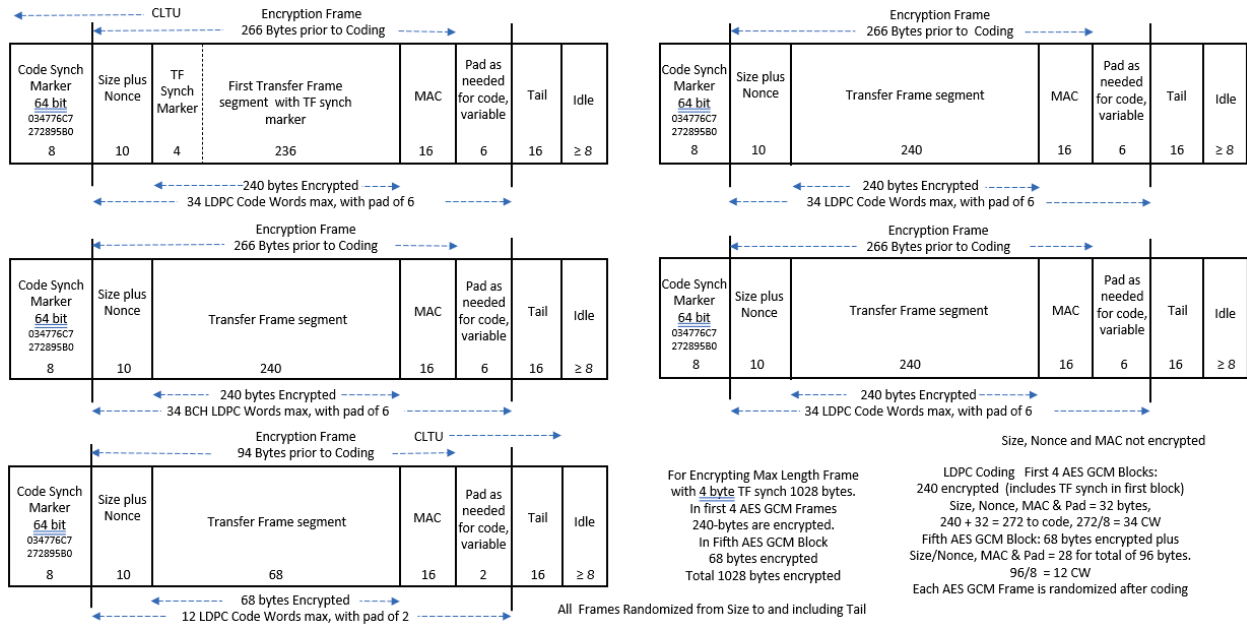 CLTU
Encryption Frame
266 Bytes prior to Coding
Code Synch
Marker
64 bit
034776C7
272895B0
8
Size plus
Nonce
10
TF
Synch
Marker
4
First Transfer Frame
segment with TF synch
marker
236
MAC
16
Pad as
needed
for code,
variable
6
Tail
16
Idle
≥ 8
240 bytes Encrypted
34 LDPC Code Words max, with pad of 6
Encryption Frame
266 Bytes prior to Coding
Code Synch
Marker
64 bit
034776C7
272895B0
8
Size plus
Nonce
10
Transfer Frame segment
240
MAC
16
Pad as
needed
for code,
variable
6
Tail
16
Idle
≥ 8
240 bytes Encrypted
34 LDPC Code Words max, with pad of 6
Encryption Frame
266 Bytes prior to Coding
Code Synch
Marker
64 bit
034776C7
272895B0
8
Size plus
Nonce
10
Transfer Frame segment
240
MAC
16
Pad as
needed
for code,
variable
6
Tail
16
Idle
≥ 8
240 bytes Encrypted
34 BCH LDPC Words max, with pad of 6
Encryption Frame
266 Bytes prior to Coding
Code Synch
Marker
64 bit
034776C7
272895B0
8
Size plus
Nonce
10
Transfer Frame segment
240
MAC
16
Pad as
needed
for code,
variable
6
Tail
16
Idle
≥ 8
240 bytes Encrypted
34 LDPC Code Words max, with pad of 6
Encryption Frame
CLTU
94 Bytes prior to Coding
Code Synch
Marker
64 bit
034776C7
272895B0
8
Size plus
Nonce
10
Transfer Frame segment
68
MAC
16
Pad as
needed
for code,
variable
2
Tail
16
Idle
≥ 8
68 bytes Encrypted
12 LDPC Code Words max, with pad of 2
For Encrypting Max Length Frame
with 4 byte TF synch 1028 bytes.
In first 4 AES GCM Frames
240-bytes are encrypted.
In Fifth AES GCM Block
68 bytes encrypted
Total 1028 bytes encrypted
Size, Nonce and MAC not encrypted
LDPC Coding First 4 AES GCM Blocks:
240 encrypted (includes TF synch in first block)
Size, Nonce, MAC & Pad = 32 bytes,
240 + 32 = 272 to code, 272/8 = 34 CW
Fifth AES GCM Block: 68 bytes encrypted plus
Size/Nonce, MAC & Pad = 28 for total of 96 bytes.
96/8 = 12 CW
Each AES GCM Frame is randomized after coding
All Frames Randomized from Size to and including Tail